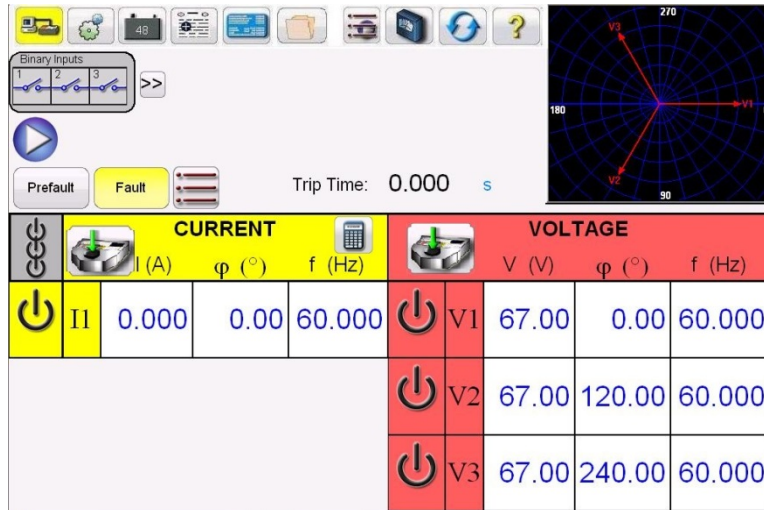 48
?
270
V3
180
V1
V2
90
Binary Inputs
1 2 3
>>
Prefault Fault Trip Time: 0.000 s
CURRENT VOLTAGE
I (A) φ (°) f (Hz) V (V) φ (°) f (Hz)
I1 0.000 0.00 60.000 V1 67.00 0.00 60.000
V2 67.00 120.00 60.000
V3 67.00 240.00 60.000